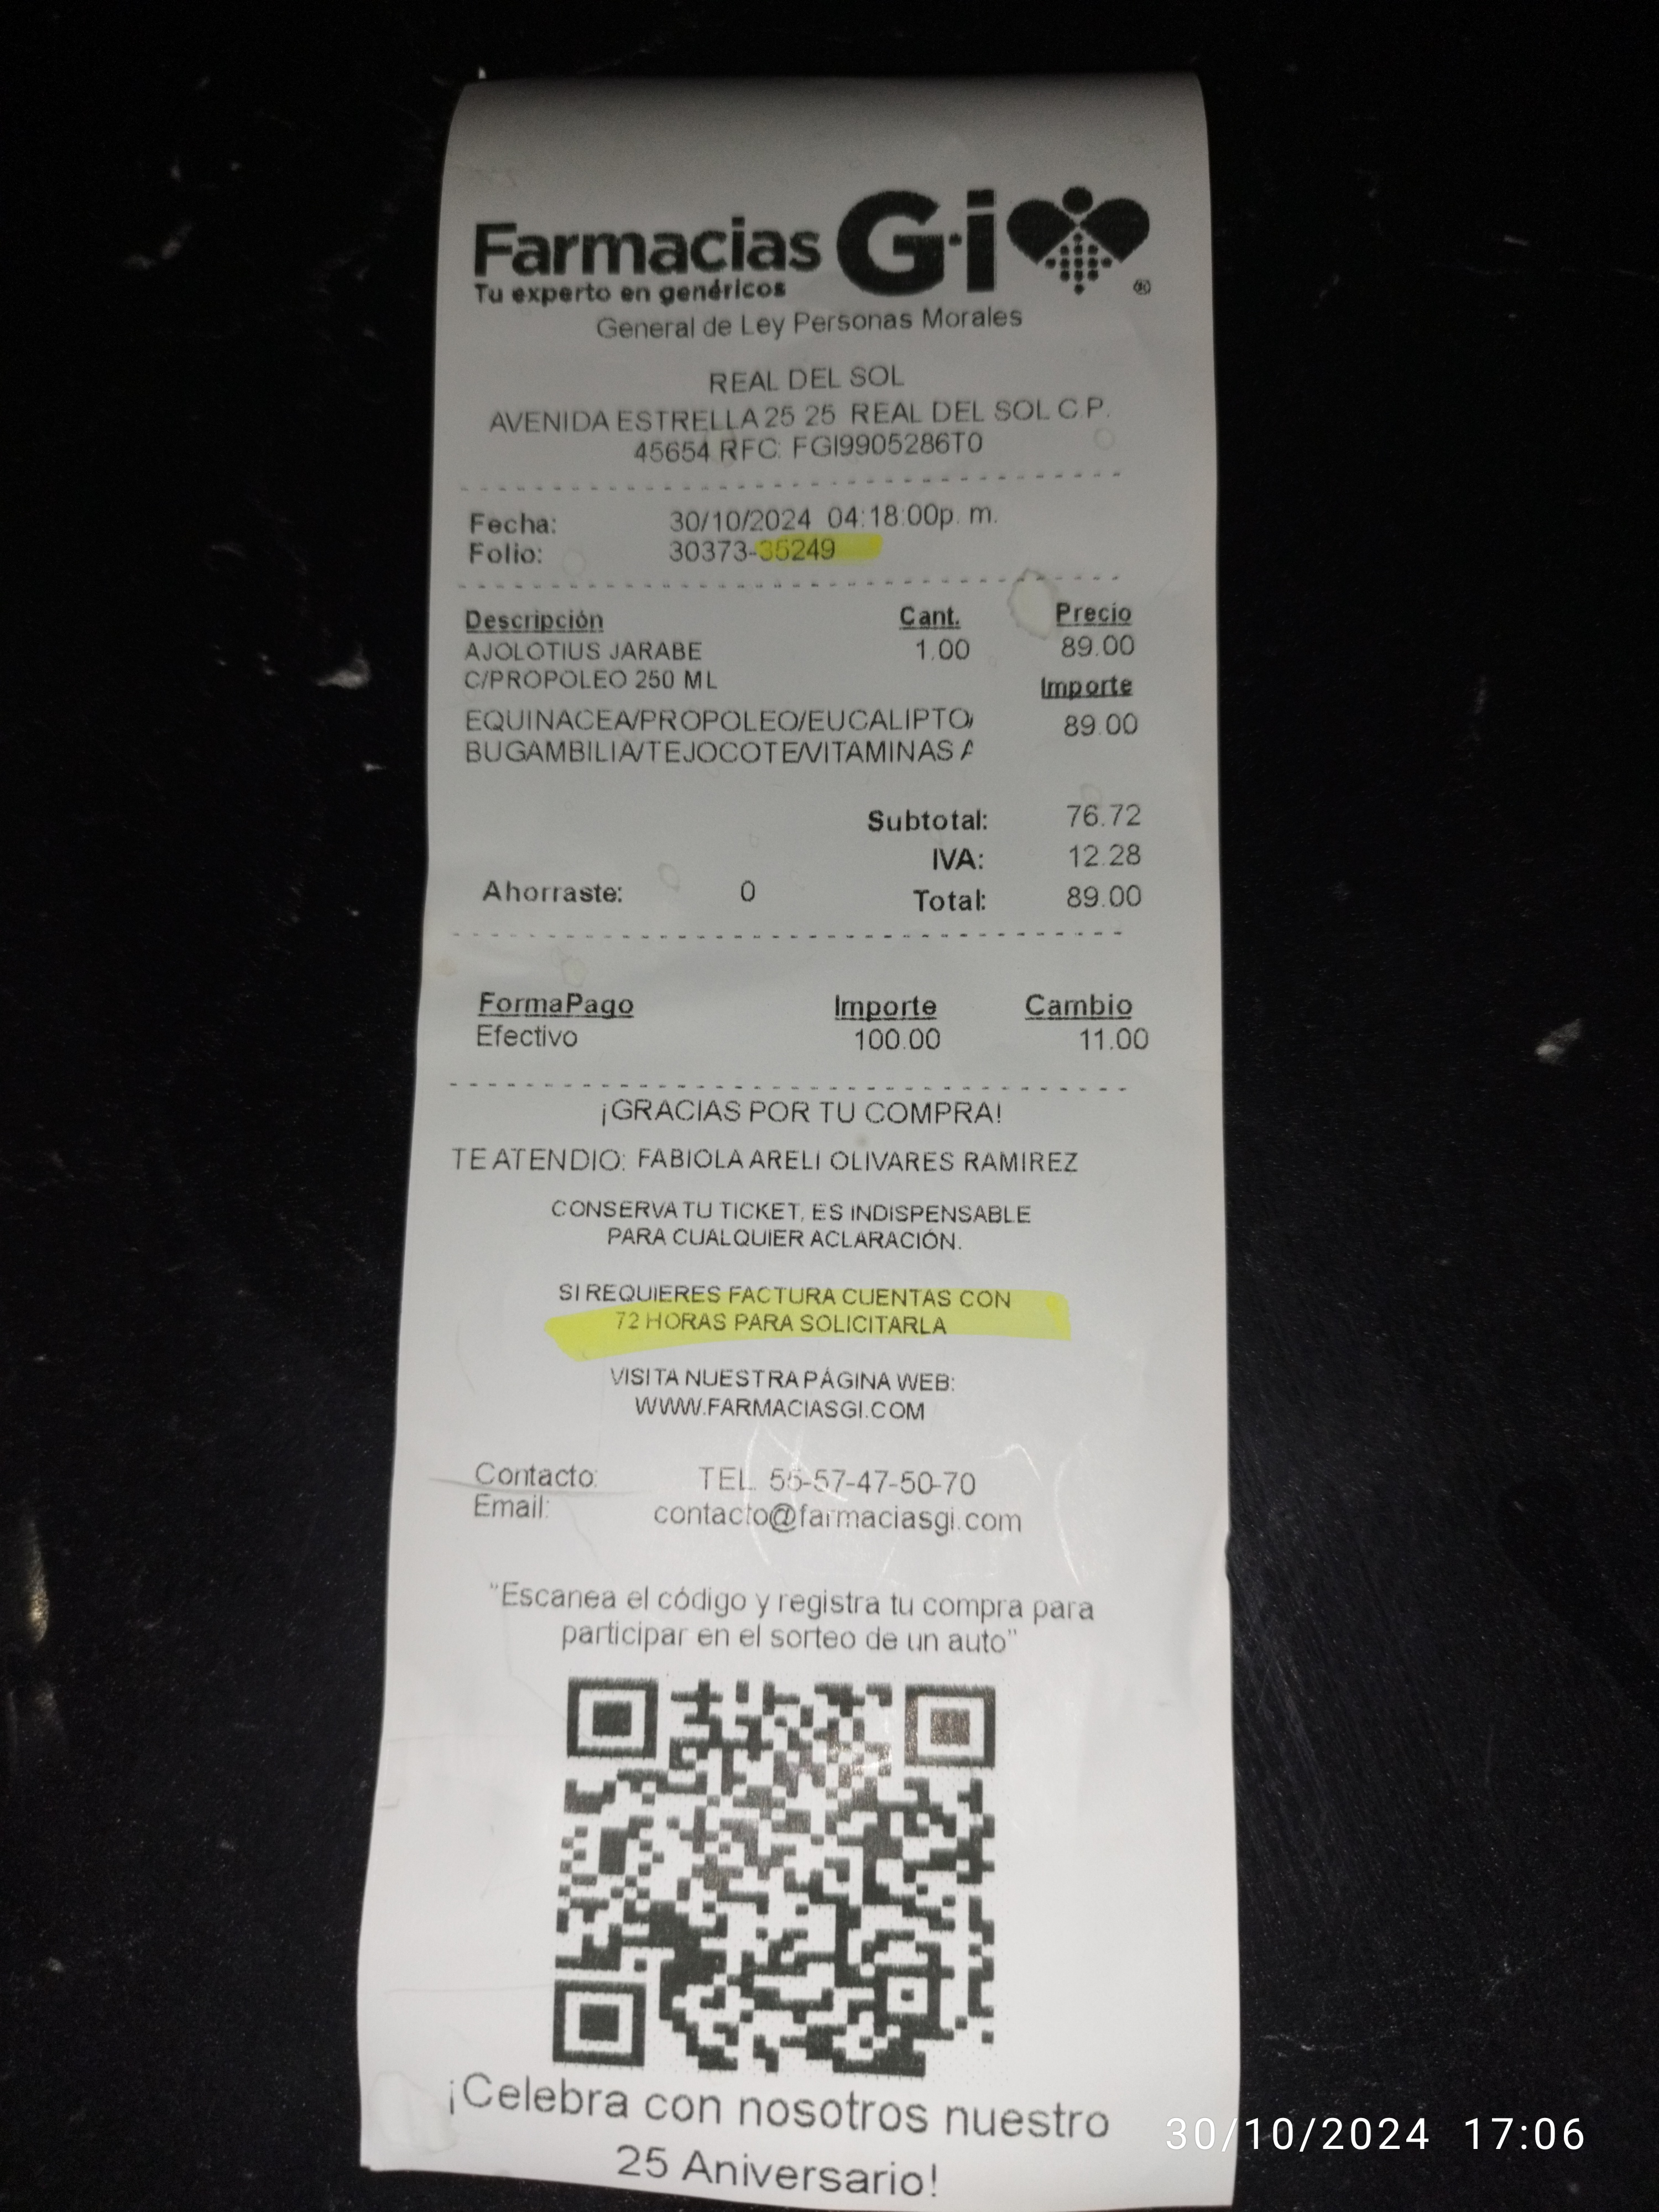 Farmacias G·i ®
Tu experto en genéricos
General de Ley Personas Morales
REAL DEL SOL
AVENIDA ESTRELLA 25 25 REAL DEL SOL C.P.
45654 RFC: FGI9905286T0
Fecha: 30/10/2024 04:18:00p. m.
Folio: 30373-35249
Descripción Cant. Precio
AJOLOTIUS JARABE 1.00 89.00
C/PROPOLEO 250 ML Importe
EQUINACEA/PROPOLEO/EUCALIPTO/ 89.00
BUGAMBILIA/TEJOCOTE/VITAMINAS A
Subtotal: 76.72
IVA: 12.28
Ahorraste: 0 Total: 89.00
FormaPago Importe Cambio
Efectivo 100.00 11.00
¡GRACIAS POR TU COMPRA!
TE ATENDIO: FABIOLA ARELI OLIVARES RAMIREZ
CONSERVA TU TICKET, ES INDISPENSABLE
PARA CUALQUIER ACLARACIÓN.
SI REQUIERES FACTURA CUENTAS CON
72 HORAS PARA SOLICITARLA
VISITA NUESTRA PÁGINA WEB:
WWW.FARMACIASGI.COM
Contacto: TEL. 55-57-47-50-70
Email: contacto@farmaciasgi.com
“Escanea el código y registra tu compra para
participar en el sorteo de un auto”
¡Celebra con nosotros nuestro
25 Aniversario!
30/10/2024 17:06